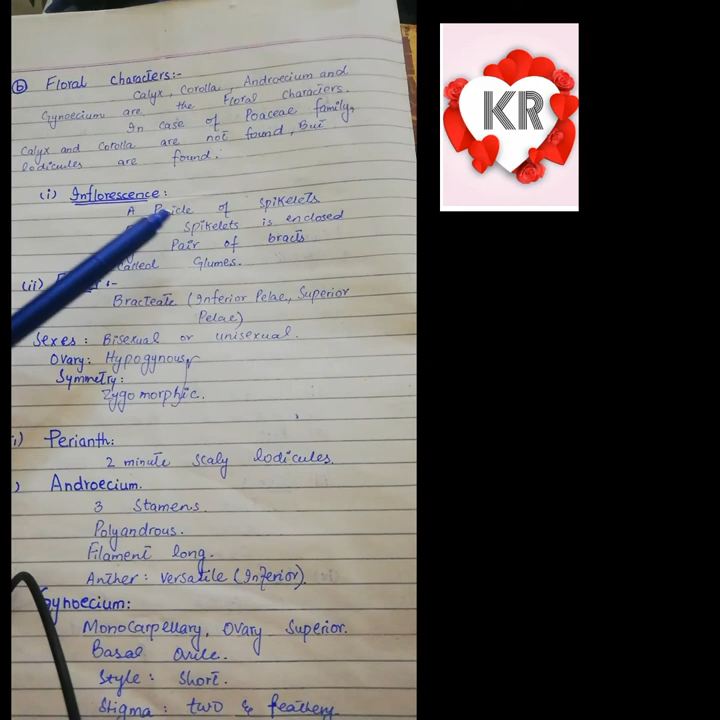 (b) Floral characters:-
Calyx, Corolla, Androecium and
Gynoecium are the Floral Characters.
In case of Poaceae family,
Calyx and Corolla are not found, But
lodicules are found.
(i) Inflorescence:
A Panicle of Spikelets
Spikelets is enclosed
Pair of bracts
called Glumes.
(ii) :-
Bracteate (Inferior Pelae, Superior
Pelae)
Sexes: Bisexual or unisexual.
Ovary: Hypogynous,
Symmetry:
Zygomorphic.
i) Perianth:
2 minute scaly lodicules.
) Androecium.
3 Stamens.
Polyandrous.
Filament long.
Anther: Versatile (Inferior).
Gynoecium:
Monocarpellary, Ovary Superior.
Basal Ovule.
Style: Short.
Stigma: two & feathery
KR